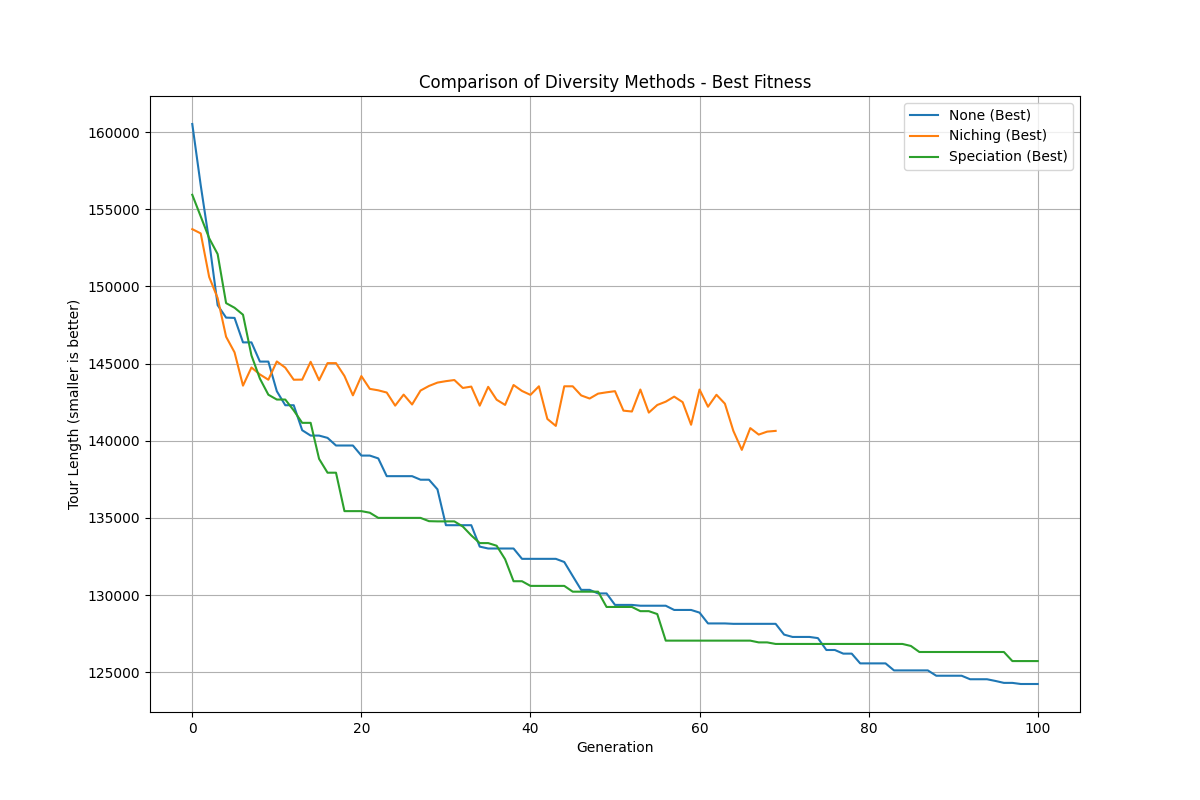 Comparison of Diversity Methods - Best Fitness
None (Best)
Niching (Best)
Speciation (Best)
Tour Length (smaller is better)
160000
155000
150000
145000
140000
135000
130000
125000
0 20 40 60 80 100
Generation